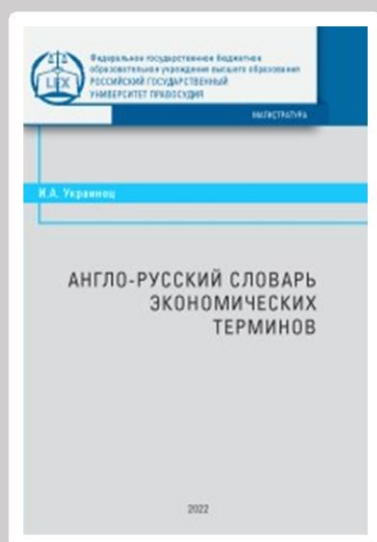 LEX
Федеральное государственное бюджетное
образовательное учреждение высшего образования
РОССИЙСКИЙ ГОСУДАРСТВЕННЫЙ
УНИВЕРСИТЕТ ПРАВОСУДИЯ
МАГИСТРАТУРА
И.А. Украинец
АНГЛО-РУССКИЙ СЛОВАРЬ
ЭКОНОМИЧЕСКИХ
ТЕРМИНОВ
2022